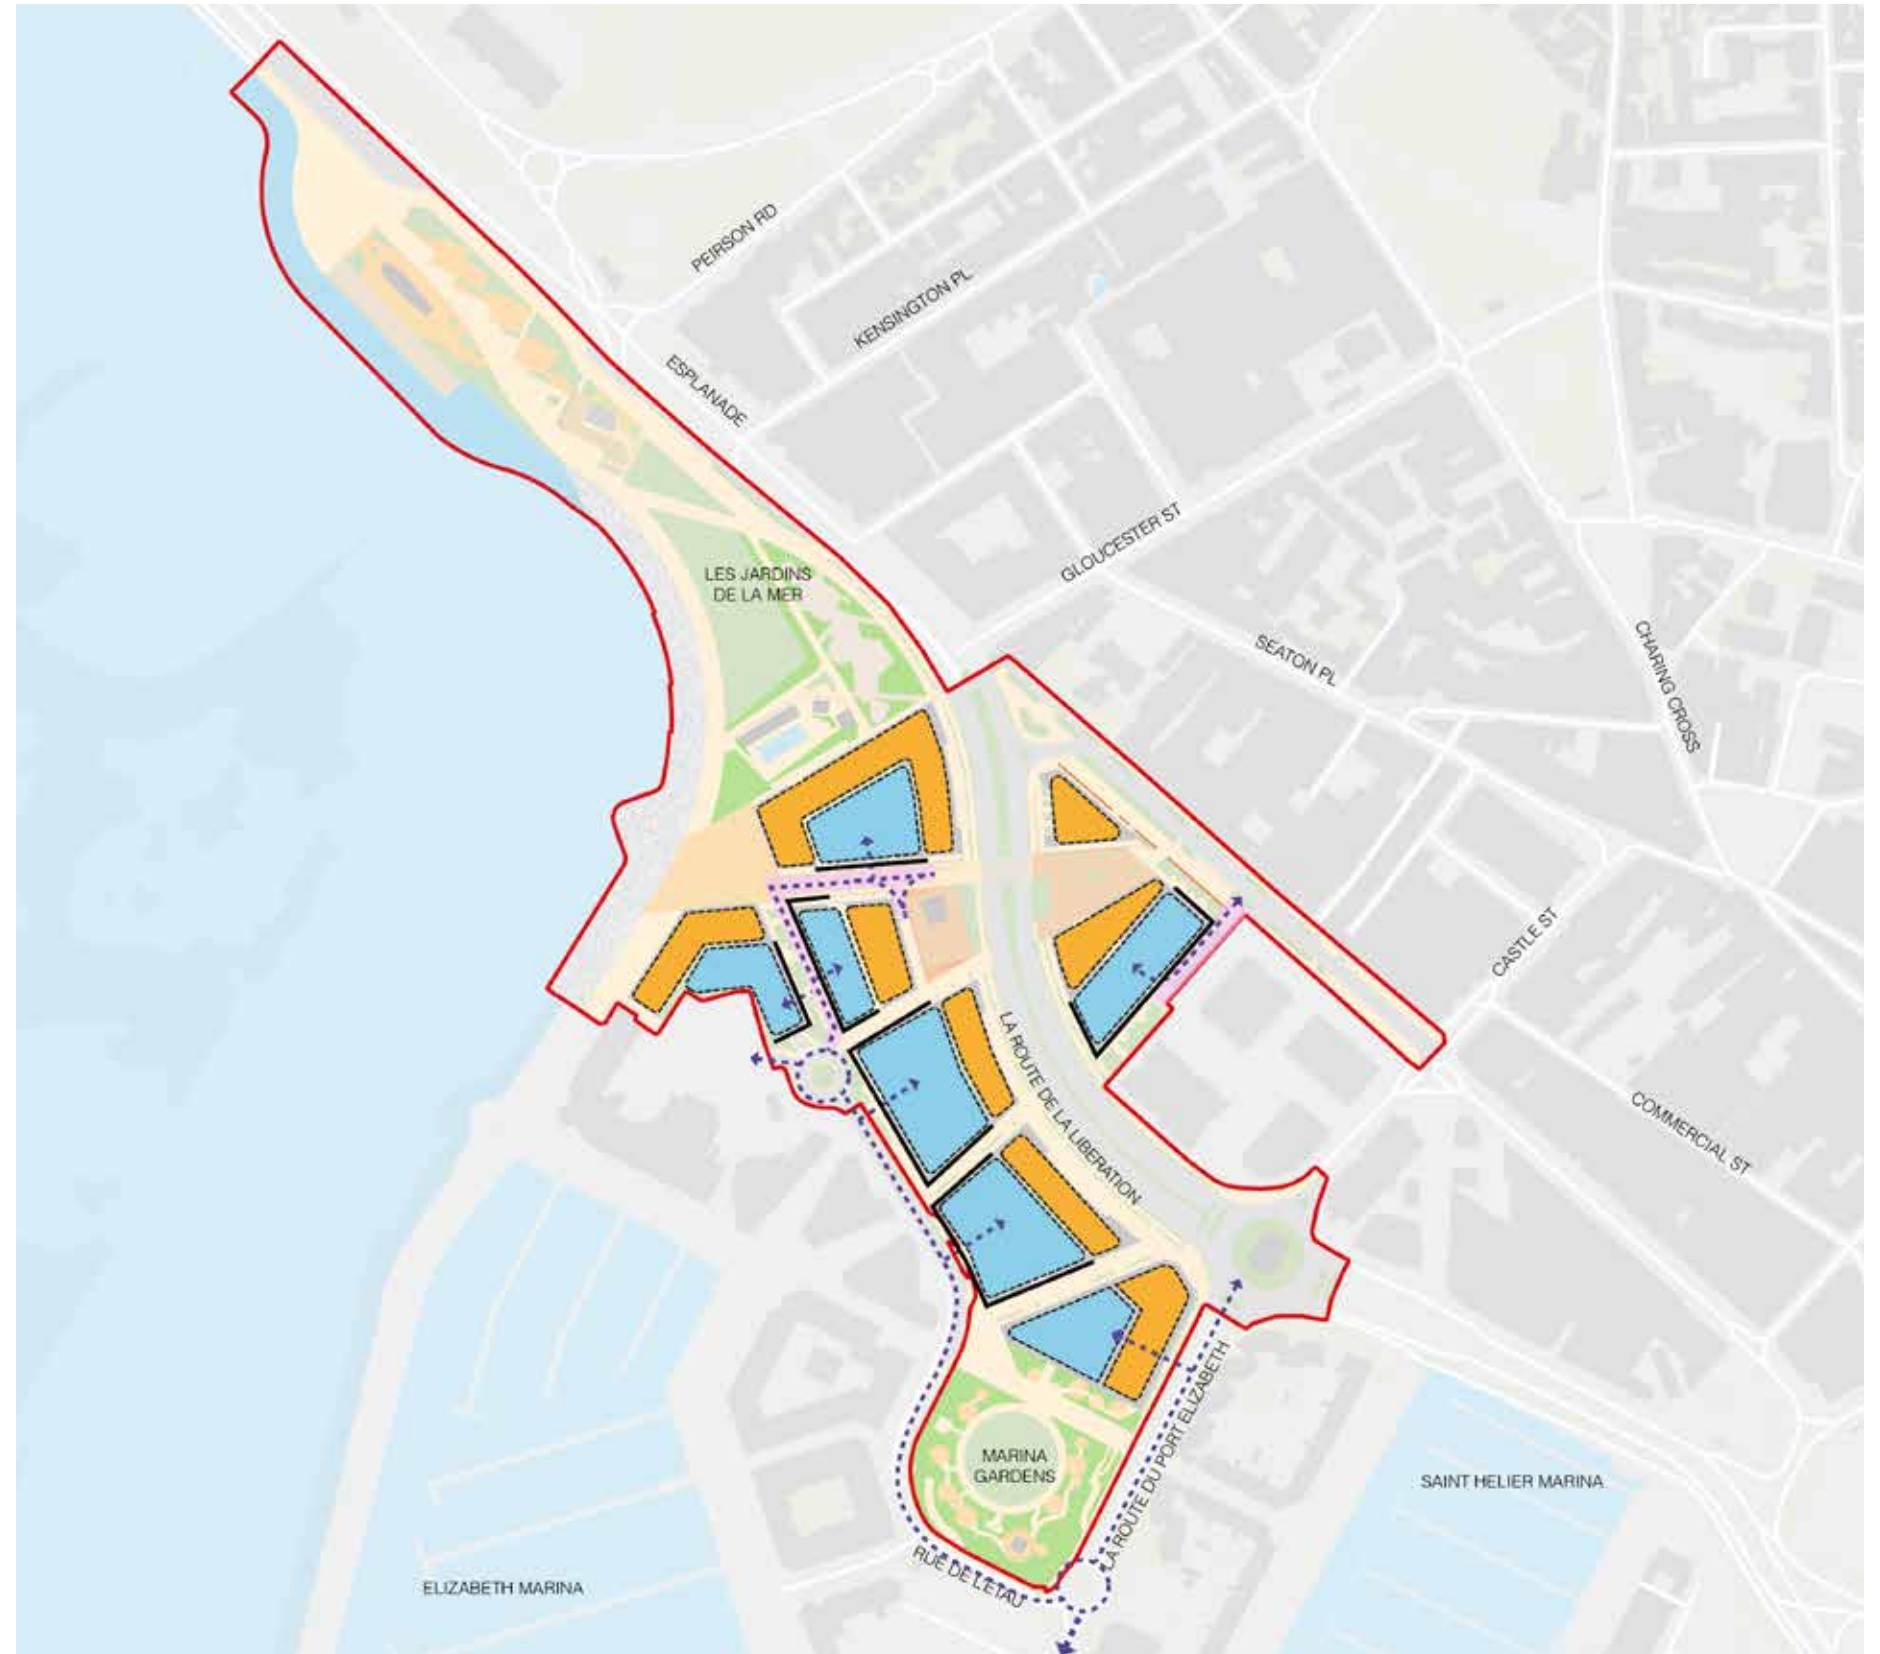 PEIRSON RD
KENSINGTON PL
ESPLANADE
GLOUCESTER ST
LES JARDINS
DE LA MER
SEATON PL
CHARING CROSS
CASTLE ST
LA ROUTE DE LA LIBERATION
COMMERCIAL ST
LA ROUTE DU PORT ELIZABETH
MARINA
GARDENS
SAINT HELIER MARINA
RUE DE L'ETAU
ELIZABETH MARINA